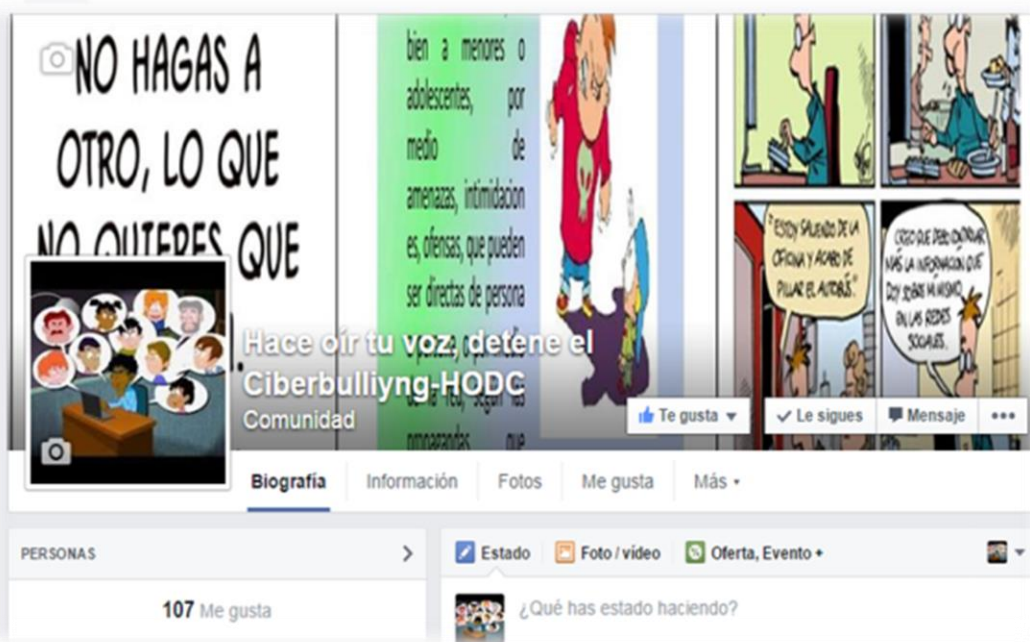 NO HAGAS A
OTRO, LO QUE
NO QUIERES QUE
bien a menores o
adolescentes, por
medio de
amenazas, intimidacion
es, ofensas, que pueden
ser directas de persona
"ESTOY SALIENDO DE LA
OFICINA Y ACABO DE
PILLAR EL AUTOBÚS."
CREO QUE DEBO CONTROLAR
MÁS LA INFORMACIÓN QUE
DOY SOBRE MI MISMO
EN LAS REDES
SOCIALES.
Hace oír tu voz, detene el
Ciberbulliyng-HODC
Comunidad
Te gusta
Le sigues
Mensaje
Biografía
Información
Fotos
Me gusta
Más
PERSONAS
107 Me gusta
Estado
Foto / vídeo
Oferta, Evento +
¿Qué has estado haciendo?